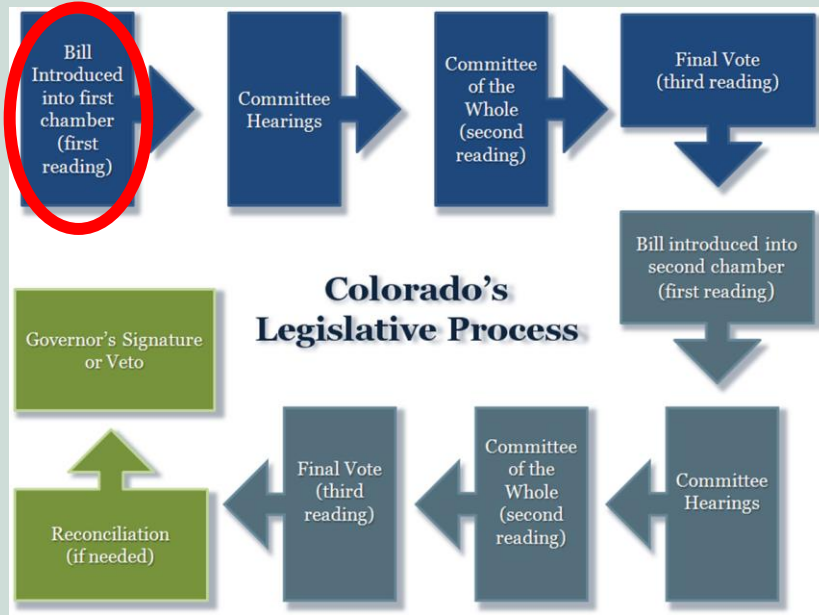 Bill
Introduced
into first
chamber
(first
reading)
Committee
Hearings
Committee
of the
Whole
(second
reading)
Final Vote
(third reading)
Bill introduced into
second chamber
(first reading)
Colorado's
Legislative Process
Committee
Hearings
Committee
of the
Whole
(second
reading)
Final Vote
(third
reading)
Reconciliation
(if needed)
Governor's Signature
or Veto